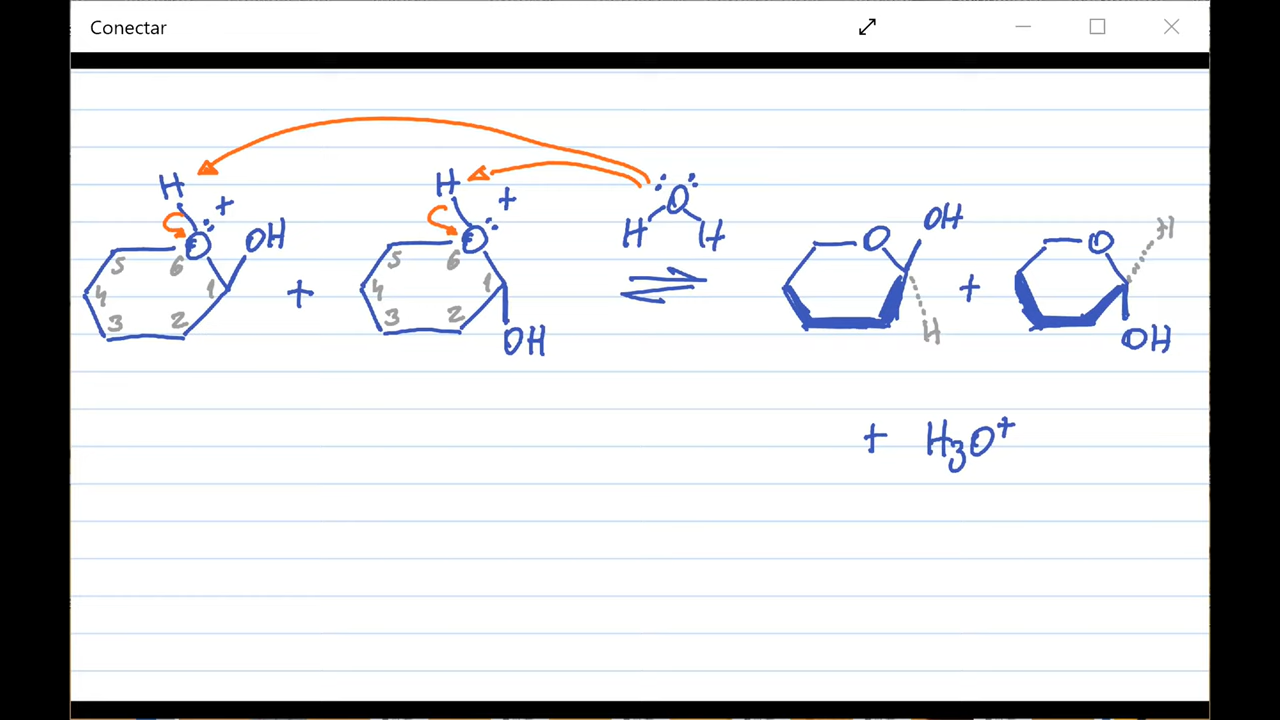 Conectar
H + H + :O: H H OH H
O: OH O: O O
5 6 4 1 3 2 + 5 6 4 1 3 2 OH ⇌ H + OH
+ H₃O⁺